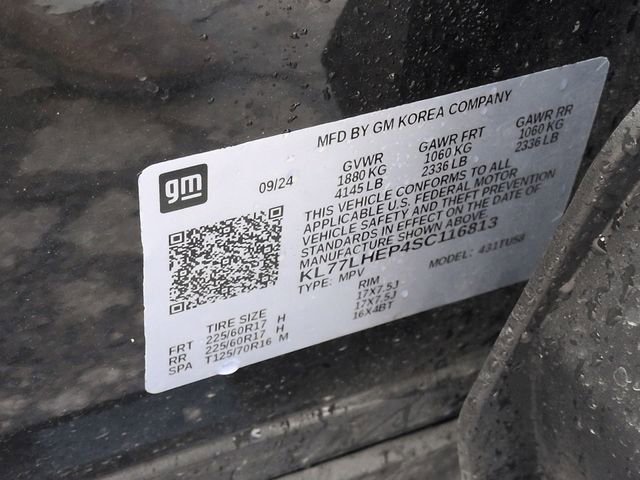 MFD BY GM KOREA COMPANY
gm
09/24
GVWR GAWR FRT GAWR RR
1880 KG 1060 KG 1060 KG
4145 LB 2336 LB 2336 LB
THIS VEHICLE CONFORMS TO ALL
APPLICABLE U.S. FEDERAL MOTOR
VEHICLE SAFETY AND THEFT PREVENTION
STANDARDS IN EFFECT ON THE DATE OF
MANUFACTURE SHOWN ABOVE.
KL77LHEP4SC116813
TYPE: MPV MODEL: 431TU58
TIRE SIZE RIM
FRT 225/60R17 H 17X7.5J
RR 225/60R17 H 17X7.5J
SPA T125/70R16 M 16X4BT